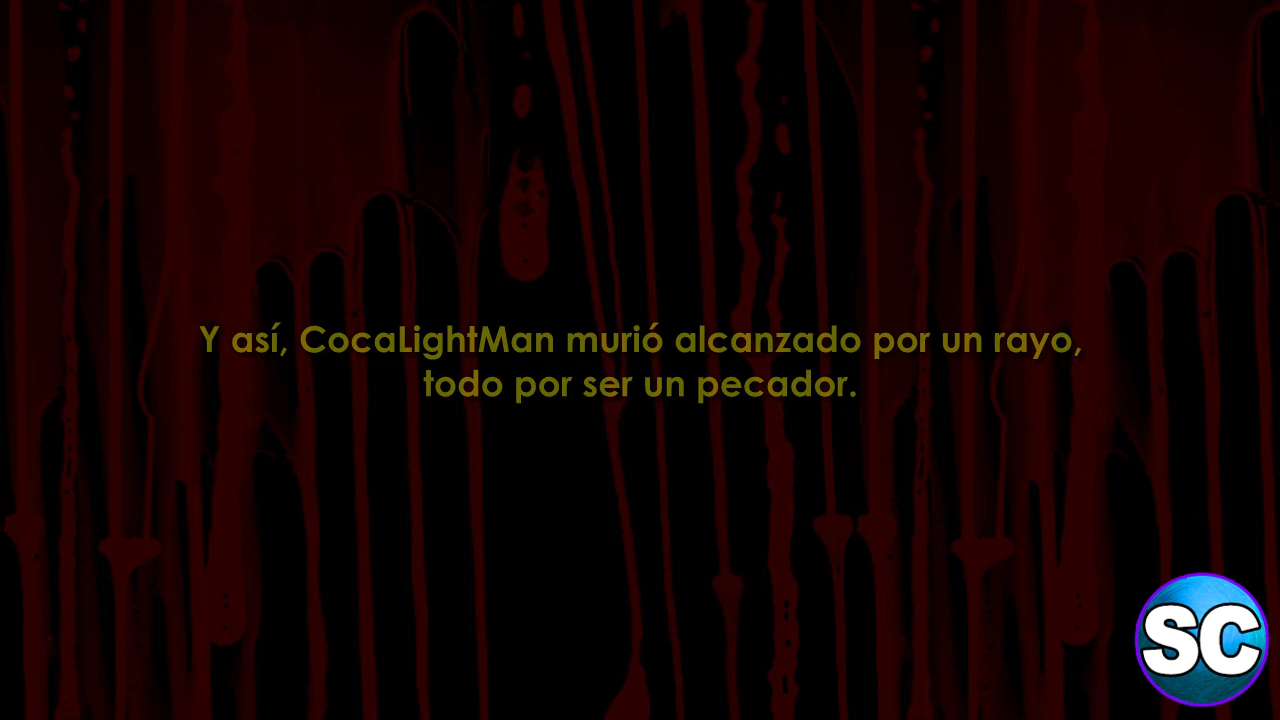 Y así, CocaLightMan murió alcanzado por un rayo,
todo por ser un pecador.
SC